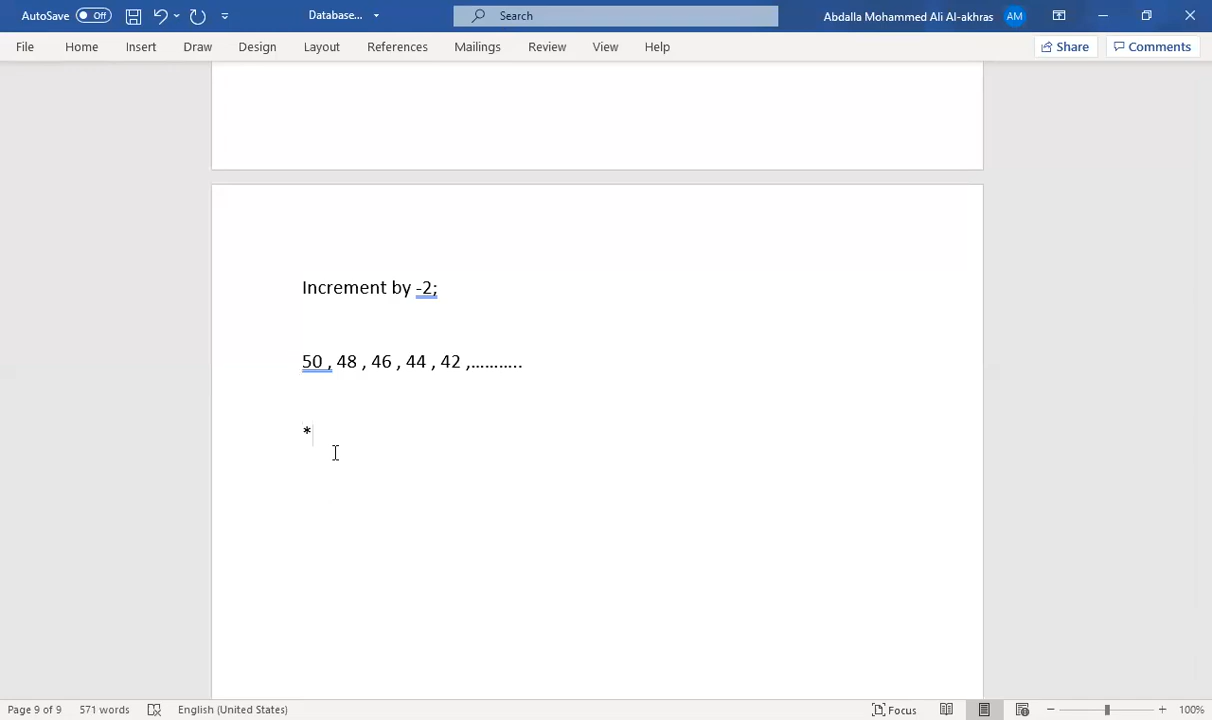 AutoSave Off Database... Search Abdalla Mohammed Ali Al-akhras AM
File Home Insert Draw Design Layout References Mailings Review View Help Share Comments
Increment by -2;
50 , 48 , 46 , 44 , 42 ,...........
*
Page 9 of 9 571 words English (United States) Focus 100%